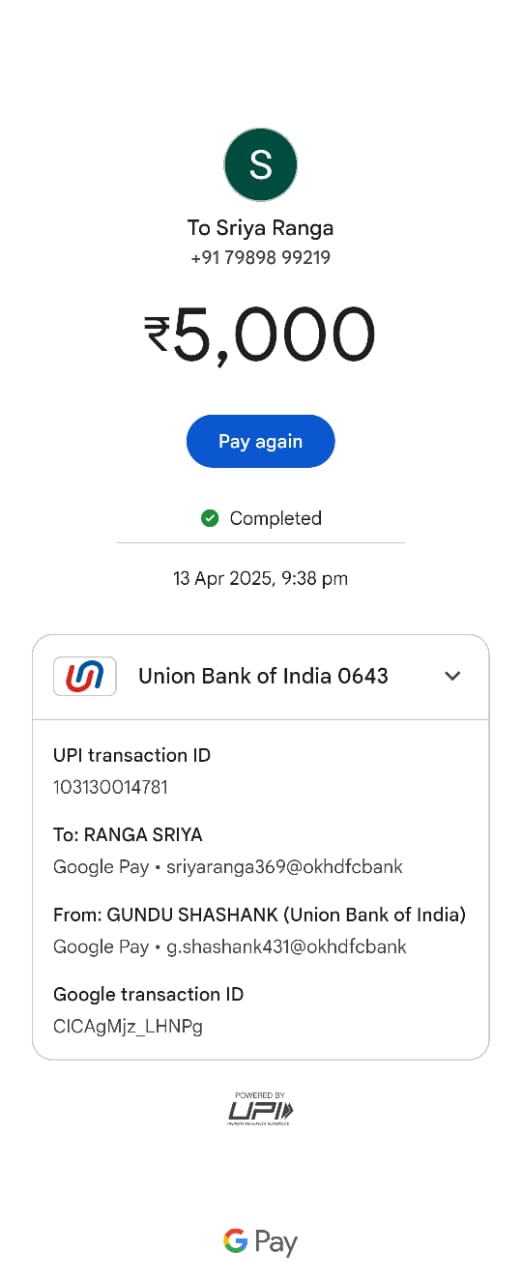 S
To Sriya Ranga
+91 79898 99219
₹5,000
Pay again
Completed
13 Apr 2025, 9:38 pm
Union Bank of India 0643
UPI transaction ID
103130014781
To: RANGA SRIYA
Google Pay • sriyaranga369@okhdfcbank
From: GUNDU SHASHANK (Union Bank of India)
Google Pay • g.shashank431@okhdfcbank
Google transaction ID
CICAgMjz_LHNPg
POWERED BY
UPI
G Pay